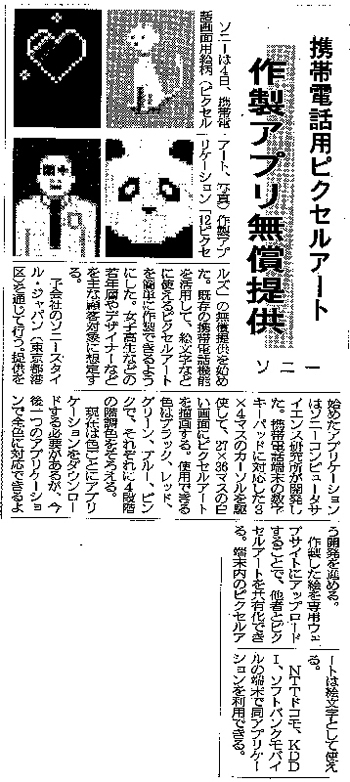 携帯電話用ピクセルアート
作製アプリ無償提供
ソニー
ソニーは4日、携帯電
話画面用絵柄(ピクセル
アート、写真)作製アプ
リケーション「12ピクセ
ルズ」の無償提供を始め
た。既存の携帯電話機能
を活用して、絵文字など
に使えるピクセルアート
を簡単に作製できるよう
にした。女子高生などの
若年層やデザイナーなど
を主な顧客対象に想定す
る。
子会社のソニースタイ
ル・ジャパン(東京都港
区)を通じて行う。提供を
始めたアプリケーション
はソニーコンピュータサ
イエンス研究所が開発し
た。携帯電話端末の数字
キーパッドに対応した3
×4マスのカーソルを駆
使して、27×36マスの白
い画面にピクセルアート
を描画する。使用できる
色はブラック、レッド、
グリーン、ブルー、ピン
クで、それぞれに4段階
の階調色をそろえる。
現在は色ごとにアプリ
ケーションをダウンロー
ドする必要があるが、今
後一つのアプリケーショ
ンで全色に対応できるよ
う開発を進める。
作製した絵を専用ウェ
ブサイトにアップロード
することで、他者とピク
セルアートを共有化でき
る。端末内のピクセルア
ートは絵文字として使え
る。
NTTドコモ、KDD
I、ソフトバンクモバイ
ルの端末で同アプリケー
ションを利用できる。